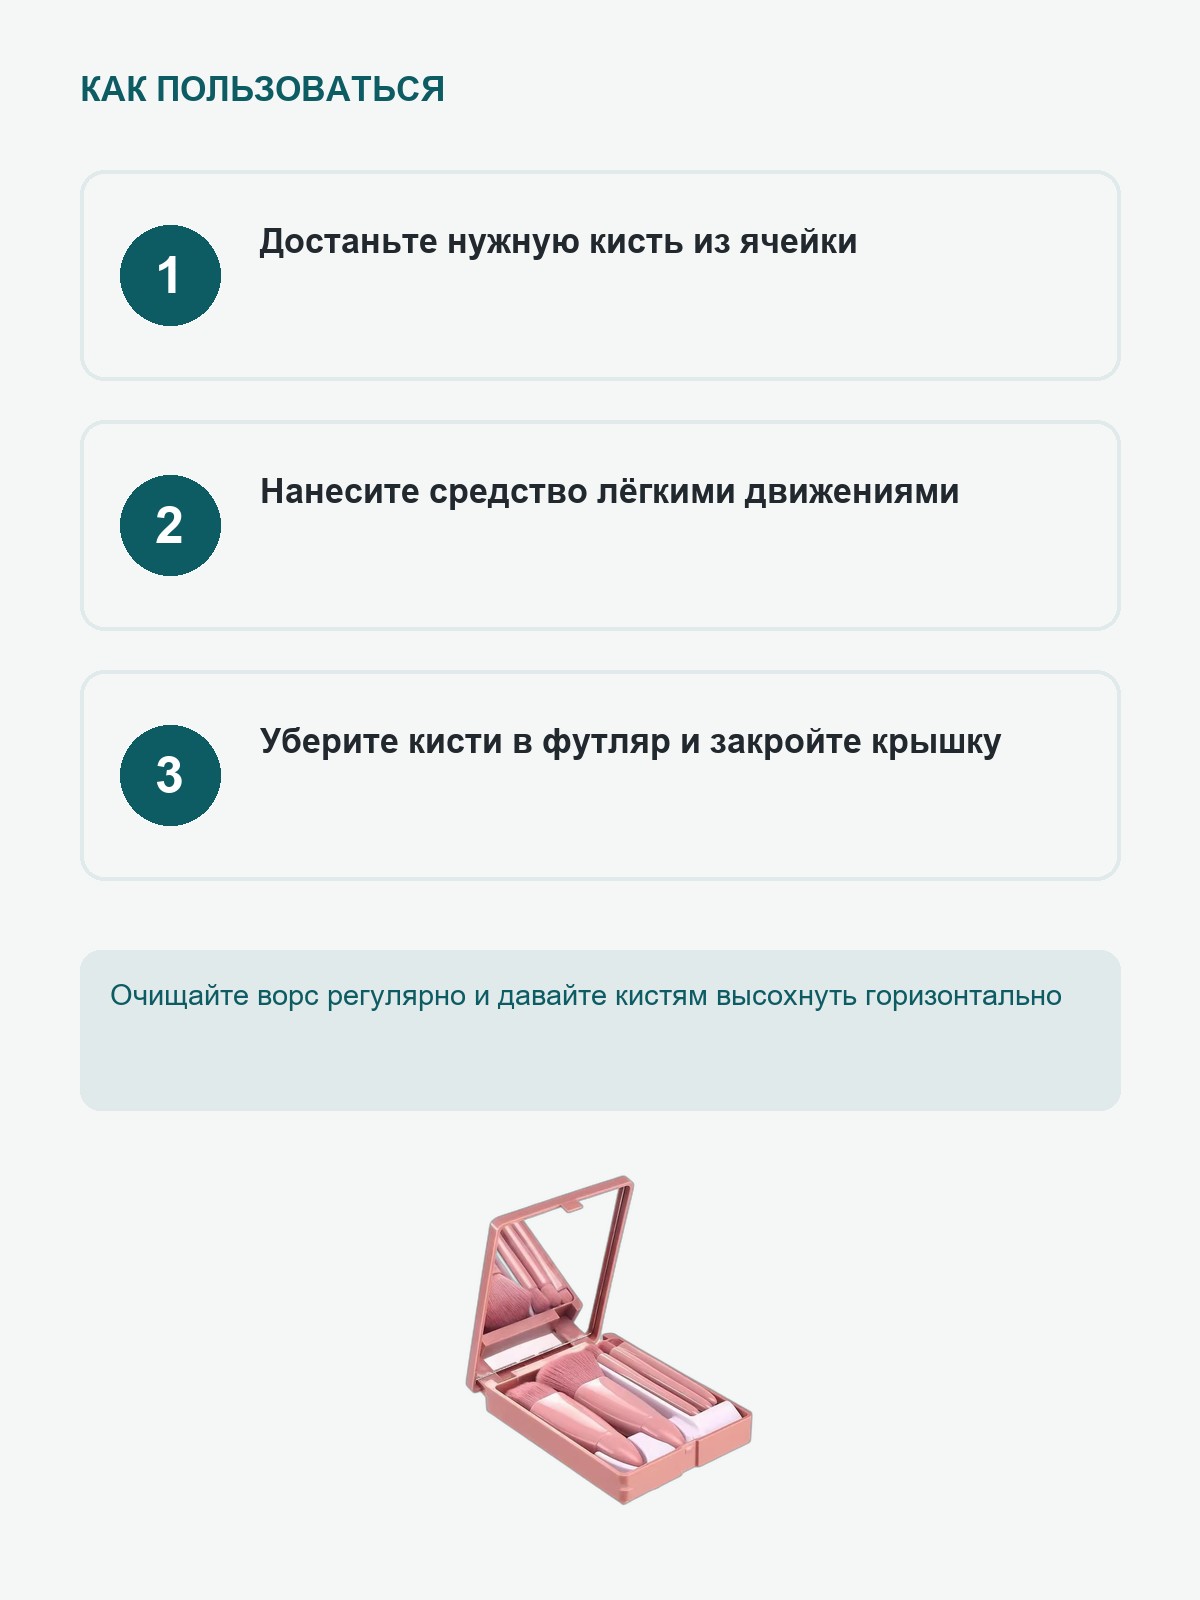 КАК ПОЛЬЗОВАТЬСЯ
1
Достаньте нужную кисть из ячейки
2
Нанесите средство лёгкими движениями
3
Уберите кисти в футляр и закройте крышку
Очищайте ворс регулярно и давайте кистям высохнуть горизонтально